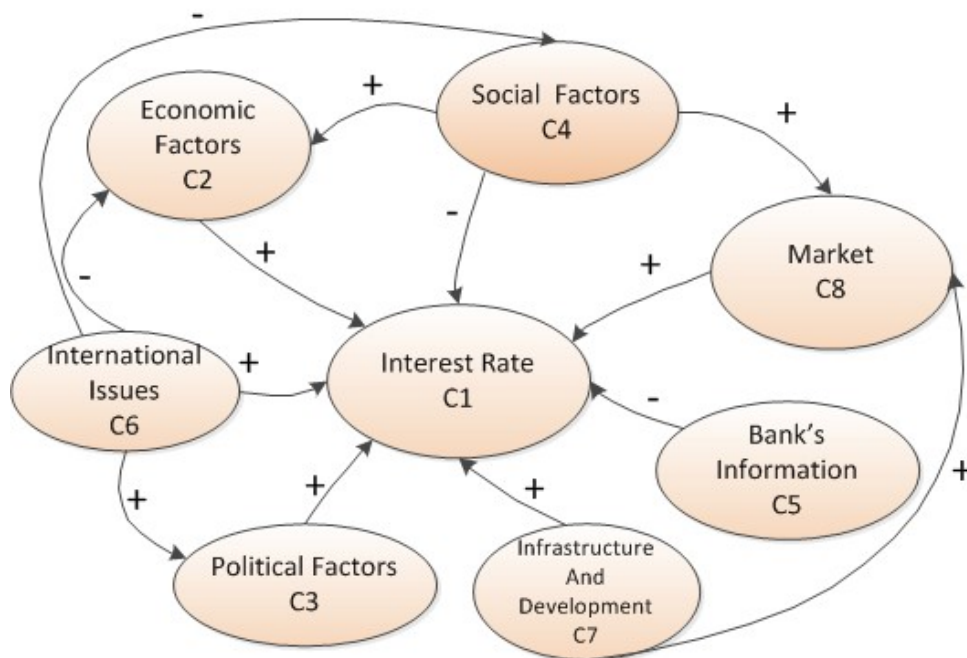 -
Economic
Factors
C2
+
Social  Factors
C4
+
-
+
-
+
Market
C8
International
Issues
C6
+
Interest Rate
C1
-
Bank's
Information
C5
+
+
+
+
Political Factors
C3
Infrastructure
And
Development
C7